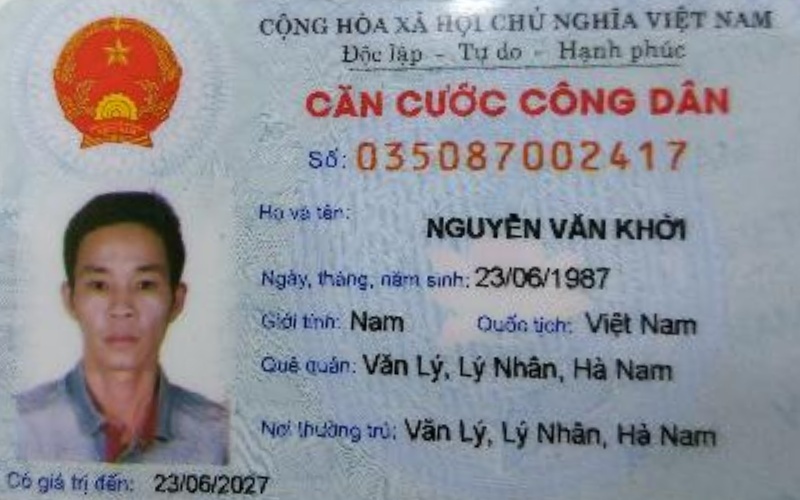 CỘNG HÒA XÃ HỘI CHỦ NGHĨA VIỆT NAM
Độc lập - Tự do - Hạnh phúc
CĂN CƯỚC CÔNG DÂN
Số: 035087002417
Họ và tên: NGUYỄN VĂN KHỞI
Ngày, tháng, năm sinh: 23/06/1987
Giới tính: Nam Quốc tịch: Việt Nam
Quê quán: Văn Lý, Lý Nhân, Hà Nam
Nơi thường trú: Văn Lý, Lý Nhân, Hà Nam
Có giá trị đến: 23/06/2027